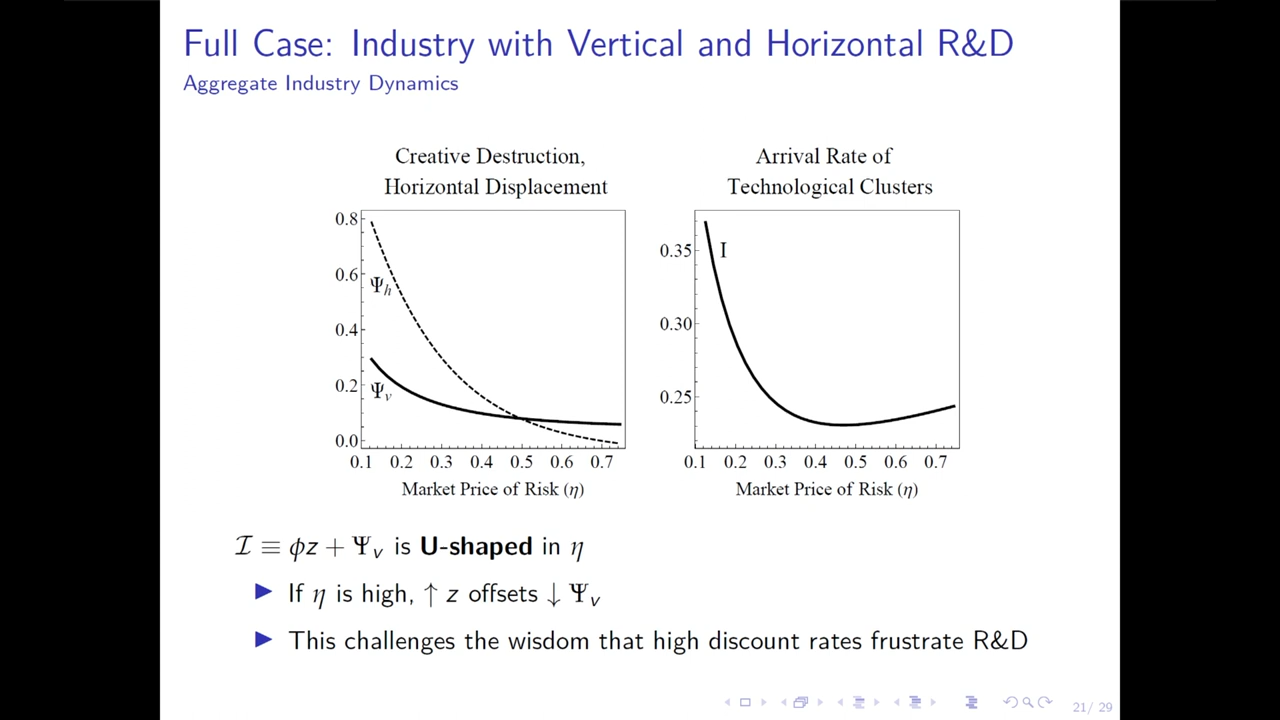 Full Case: Industry with Vertical and Horizontal R&D
Aggregate Industry Dynamics
Creative Destruction,
Horizontal Displacement
0.8
0.6
0.4
0.2
0.0
Ψh
Ψv
0.1 0.2 0.3 0.4 0.5 0.6 0.7
Market Price of Risk (η)
Arrival Rate of
Technological Clusters
0.35
0.30
0.25
I
0.1 0.2 0.3 0.4 0.5 0.6 0.7
Market Price of Risk (η)
ℐ ≡ ϕz + Ψv is U-shaped in η
▶ If η is high, ↑ z offsets ↓ Ψv
▶ This challenges the wisdom that high discount rates frustrate R&D
21/ 29